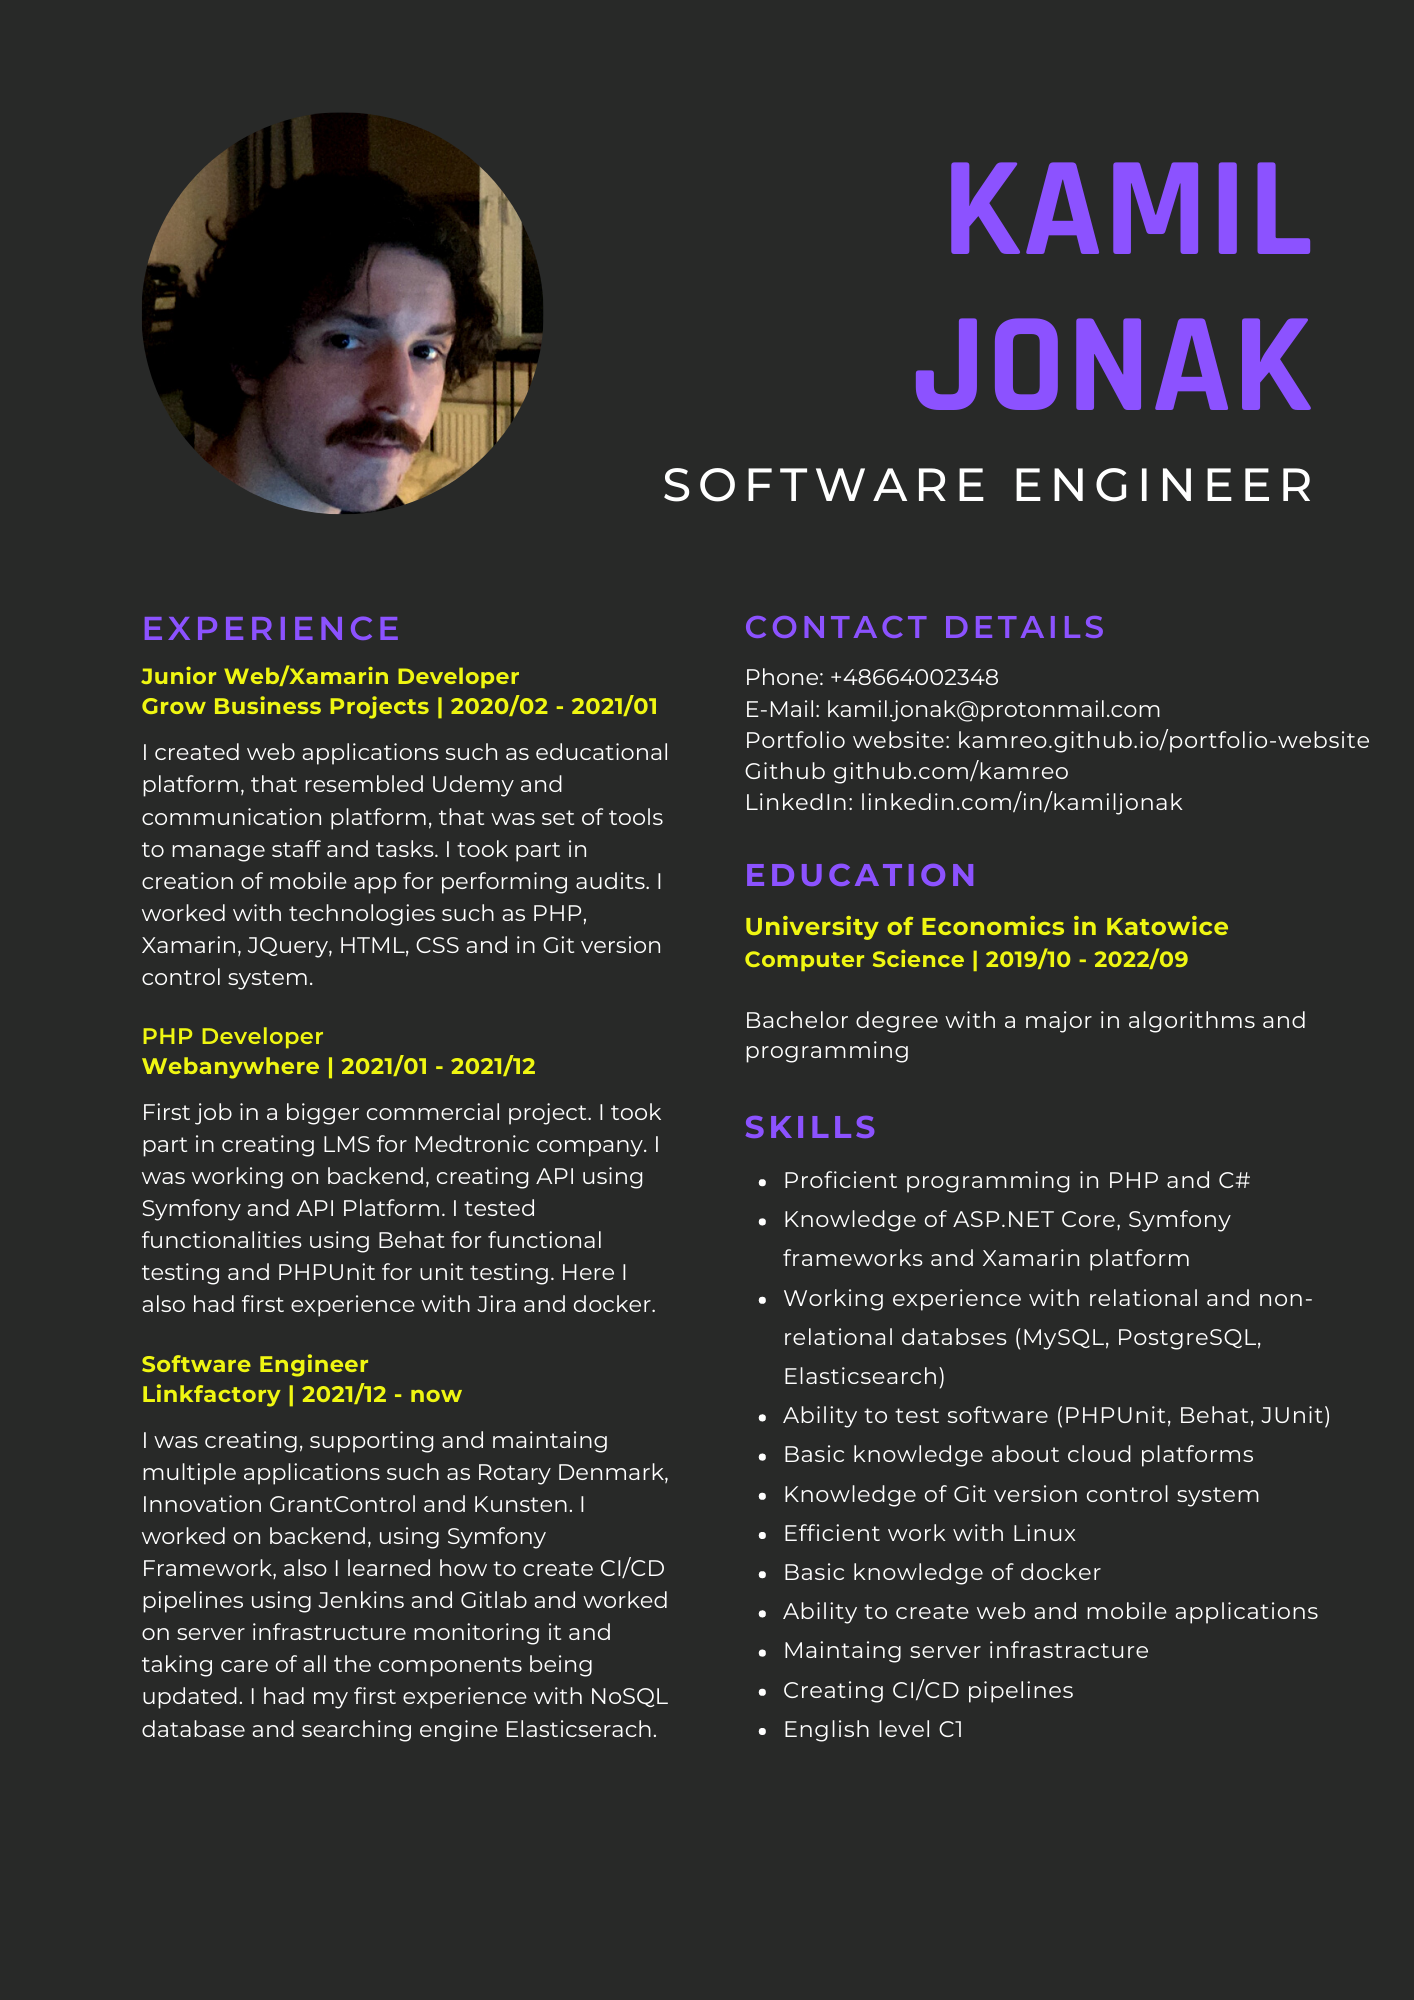 KAMIL
JONAK
SOFTWARE ENGINEER
EXPERIENCE
Junior Web/Xamarin Developer
Grow Business Projects | 2020/02 - 2021/01
I created web applications such as educational
platform, that resembled Udemy and
communication platform, that was set of tools
to manage staff and tasks. I took part in
creation of mobile app for performing audits. I
worked with technologies such as PHP,
Xamarin, JQuery, HTML, CSS and in Git version
control system.
PHP Developer
Webanywhere | 2021/01 - 2021/12
First job in a bigger commercial project. I took
part in creating LMS for Medtronic company. I
was working on backend, creating API using
Symfony and API Platform. I tested
functionalities using Behat for functional
testing and PHPUnit for unit testing. Here I
also had first experience with Jira and docker.
Software Engineer
Linkfactory | 2021/12 - now
I was creating, supporting and maintaing
multiple applications such as Rotary Denmark,
Innovation GrantControl and Kunsten. I
worked on backend, using Symfony
Framework, also I learned how to create CI/CD
pipelines using Jenkins and Gitlab and worked
on server infrastructure monitoring it and
taking care of all the components being
updated. I had my first experience with NoSQL
database and searching engine Elasticserach.
CONTACT DETAILS
Phone: +48664002348
E-Mail: kamil.jonak@protonmail.com
Portfolio website: kamreo.github.io/portfolio-website
Github github.com/kamreo
LinkedIn: linkedin.com/in/kamiljonak
EDUCATION
University of Economics in Katowice
Computer Science | 2019/10 - 2022/09
Bachelor degree with a major in algorithms and
programming
SKILLS
• Proficient programming in PHP and C#
• Knowledge of ASP.NET Core, Symfony
frameworks and Xamarin platform
• Working experience with relational and non-
relational databses (MySQL, PostgreSQL,
Elasticsearch)
• Ability to test software (PHPUnit, Behat, JUnit)
• Basic knowledge about cloud platforms
• Knowledge of Git version control system
• Efficient work with Linux
• Basic knowledge of docker
• Ability to create web and mobile applications
• Maintaing server infrastracture
• Creating CI/CD pipelines
• English level C1